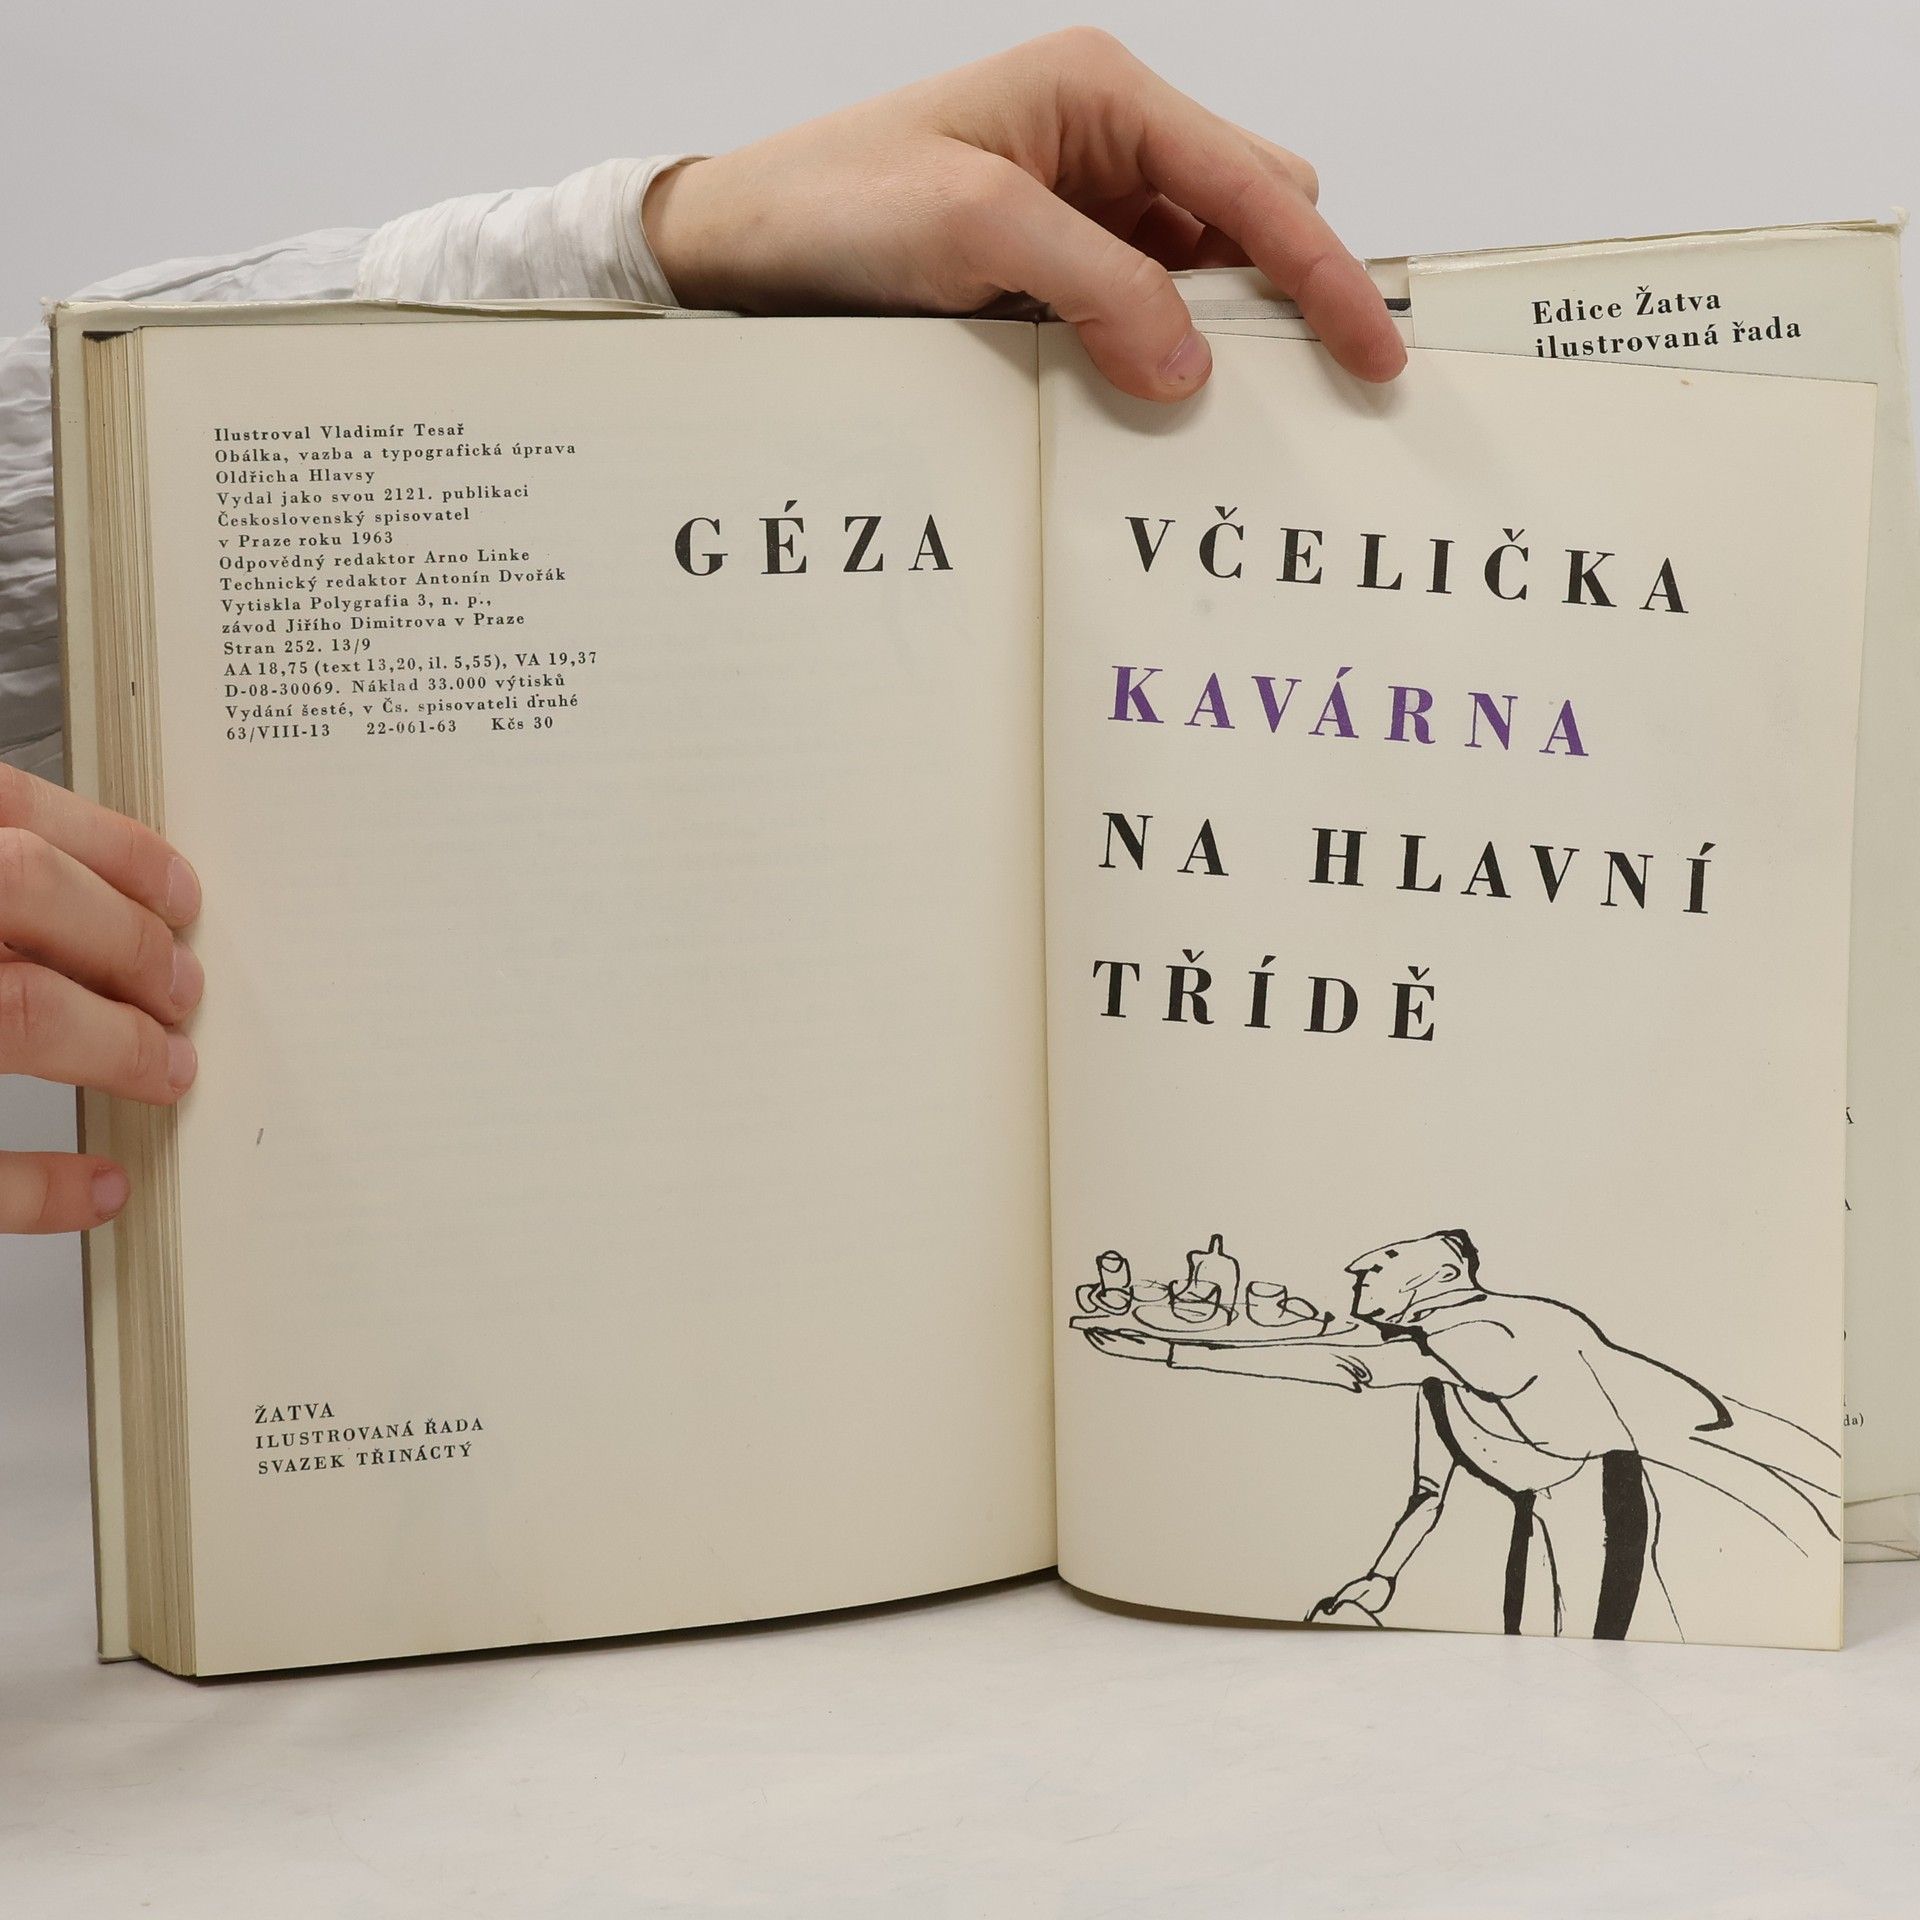 Edice Žatva
ilustrovaná řada
Ilustroval Vladimír Tesař
Obálka, vazba a typografická úprava
Oldřicha Hlavsy
Vydal jako svou 2121. publikaci
Československý spisovatel
v Praze roku 1963
Odpovědný redaktor Arno Linke
Technický redaktor Antonín Dvořák
Vytiskla Polygrafia 3, n. p.,
závod Jiřího Dimitrova v Praze
Stran 252. 13/9
AA 18,75 (text 13,20, il. 5,55), VA 19,37
D-08-30069. Náklad 33.000 výtisků
Vydání šesté, v Čs. spisovateli druhé
63/VIII-13 22-061-63 Kčs 30
GÉZA VČELIČKA
KAVÁRNA
NA HLAVNÍ
TŘÍDĚ
ŽATVA
ILUSTROVANÁ ŘADA
SVAZEK TŘINÁCTÝ